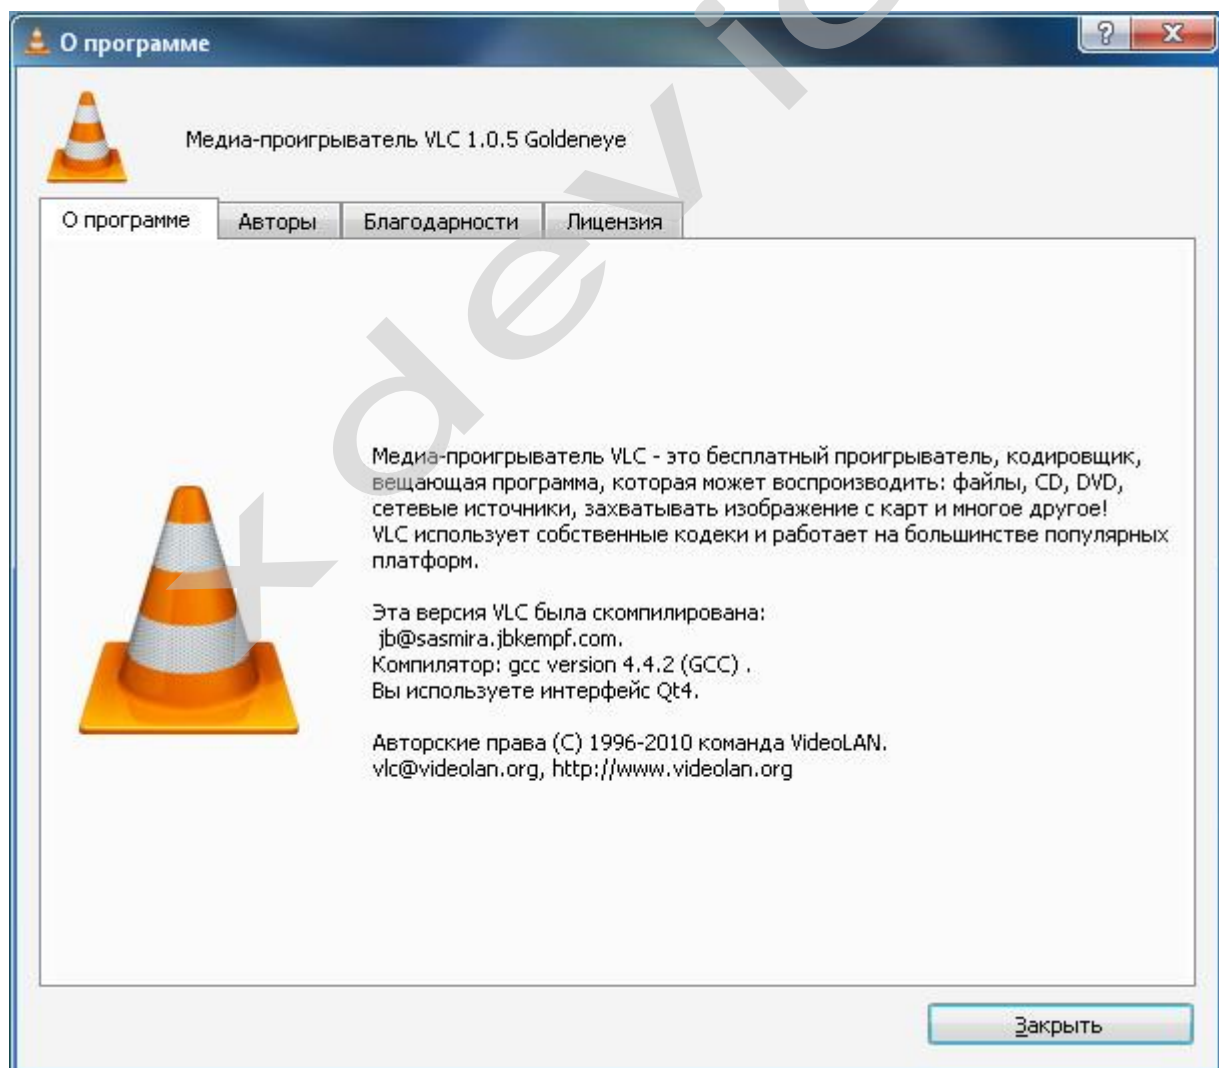 О программе
Медиа-проигрыватель VLC 1.0.5 Goldeneye
О программе
Авторы
Благодарности
Лицензия
Медиа-проигрыватель VLC - это бесплатный проигрыватель, кодировщик,
вещающая программа, которая может воспроизводить: файлы, CD, DVD,
сетевые источники, захватывать изображение с карт и многое другое!
VLC использует собственные кодеки и работает на большинстве популярных
платформ.
Эта версия VLC была скомпилирована:
jb@sasmira.jbkempf.com.
Компилятор: gcc version 4.4.2 (GCC) .
Вы используете интерфейс Qt4.
Авторские права (C) 1996-2010 команда VideoLAN.
vlc@videolan.org, http://www.videolan.org
Закрыть